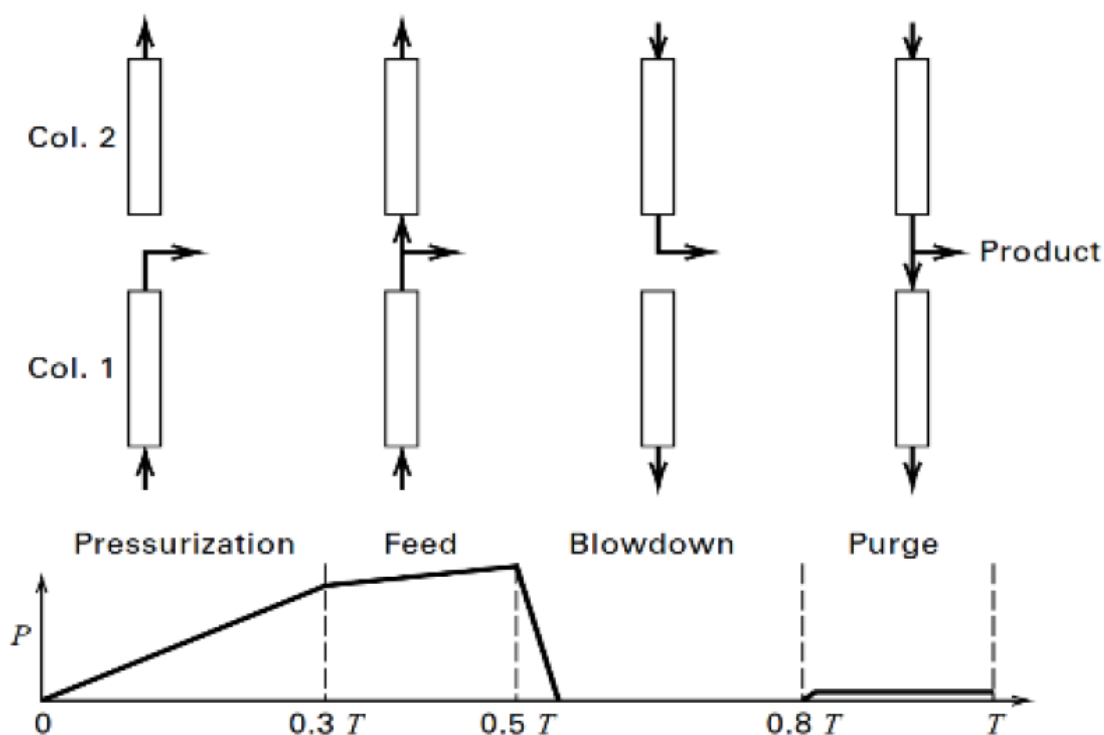 Col. 2
Product
Col. 1
Pressurization Feed Blowdown Purge
P
0 0.3 T 0.5 T 0.8 T T